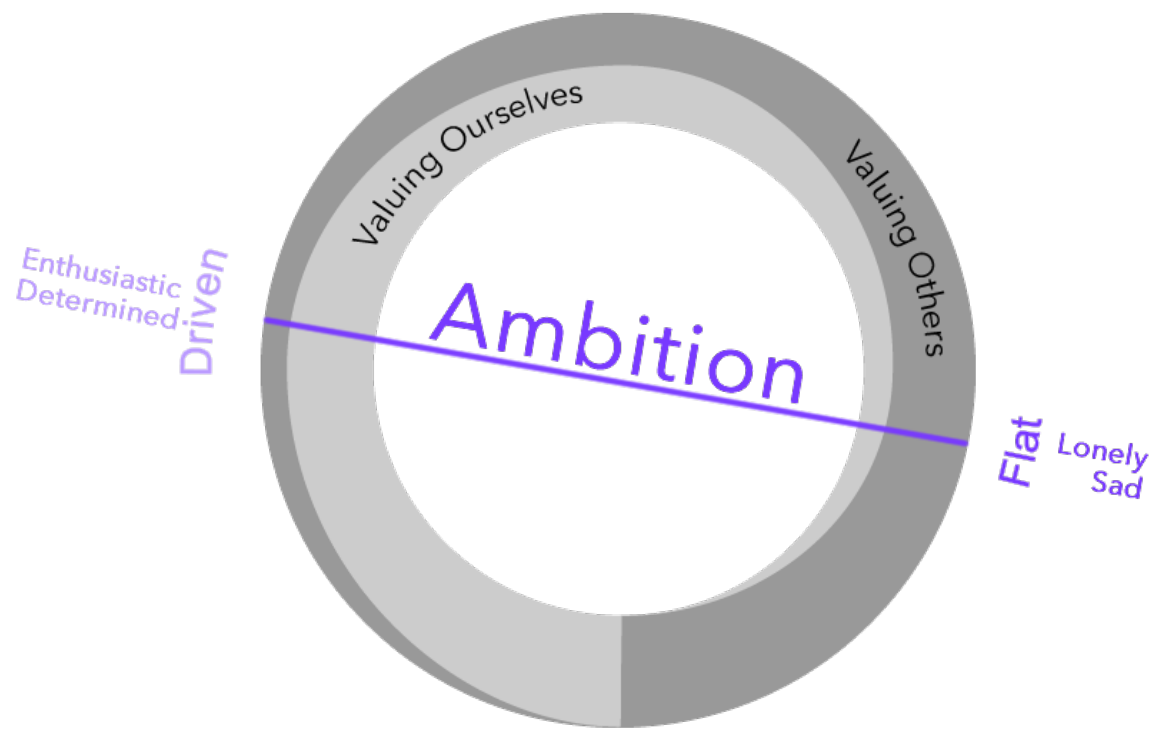 Valuing Ourselves
Valuing Others
Enthusiastic
Determined
Driven
Ambition
Flat
Lonely
Sad